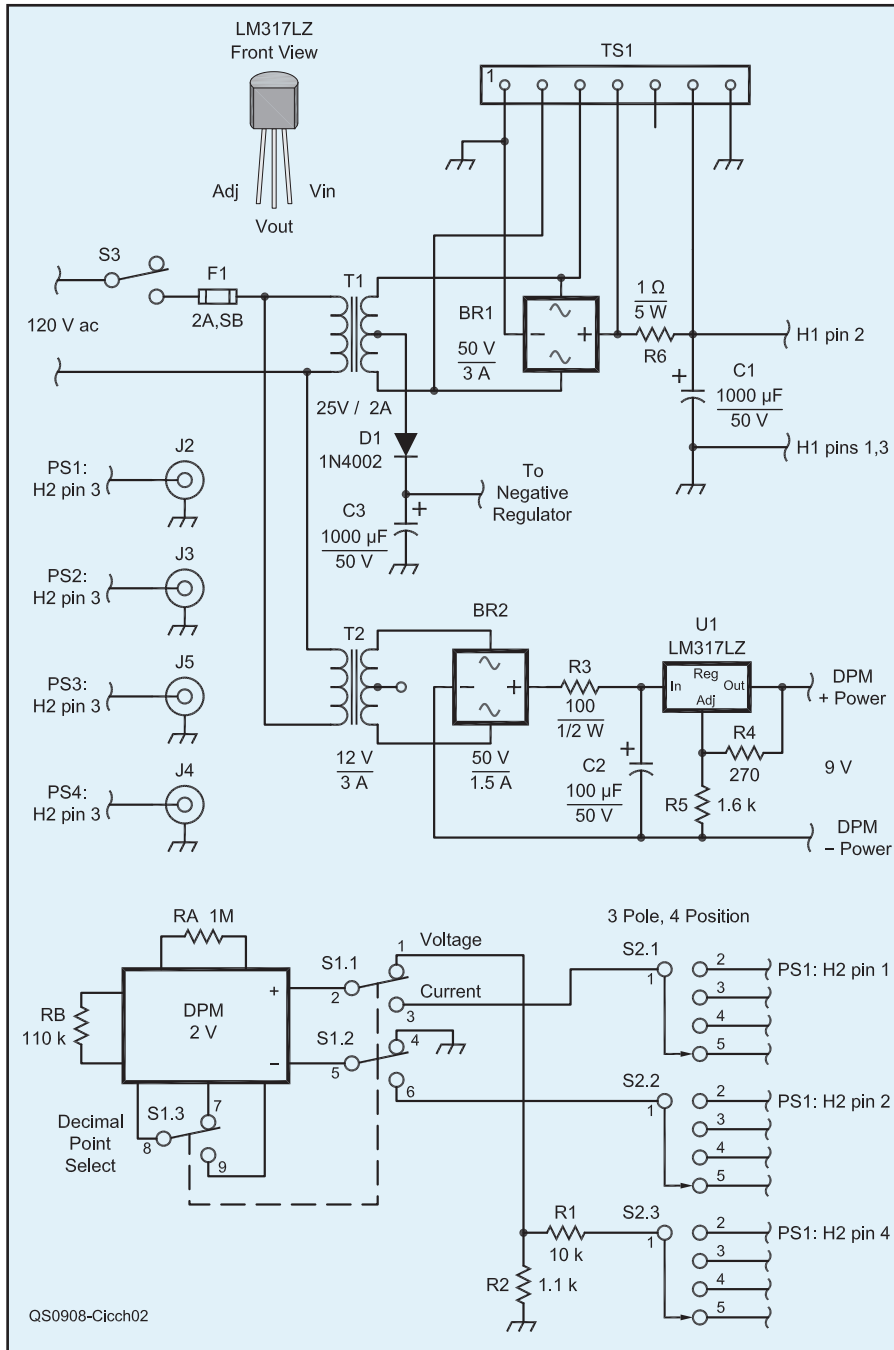 LM317LZ
Front View
Adj
Vin
Vout
TS1
1
S3
F1
2A,SB
120 V ac
T1
25V / 2A
BR1
50 V
3 A
1 Ω
5 W
R6
H1 pin 2
C1
+
1000 µF
50 V
H1 pins 1,3
− +
D1
1N4002
To
Negative
Regulator
C3
+
1000 µF
50 V
PS1:
H2 pin 3
J2
PS2:
H2 pin 3
J3
PS3:
H2 pin 3
J5
PS4:
H2 pin 3
J4
T2
12 V
3 A
BR2
− +
50 V
1.5 A
R3
100
1/2 W
C2
+
100 µF
50 V
U1
LM317LZ
In
Reg
Out
Adj
R4
270
R5
1.6 k
DPM
+ Power
9 V
DPM
− Power
RA 1M
RB
110 k
DPM
2 V
+
−
S1.1
2
1
Voltage
Current
3
S1.2
5
4
6
Decimal
Point
Select
S1.3
8
7
9
3 Pole, 4 Position
S2.1
1
2
3
4
5
PS1: H2 pin 1
S2.2
1
2
3
4
5
PS1: H2 pin 2
R1
10 k
S2.3
1
2
3
4
5
PS1: H2 pin 4
R2
1.1 k
QS0908-Cicch02